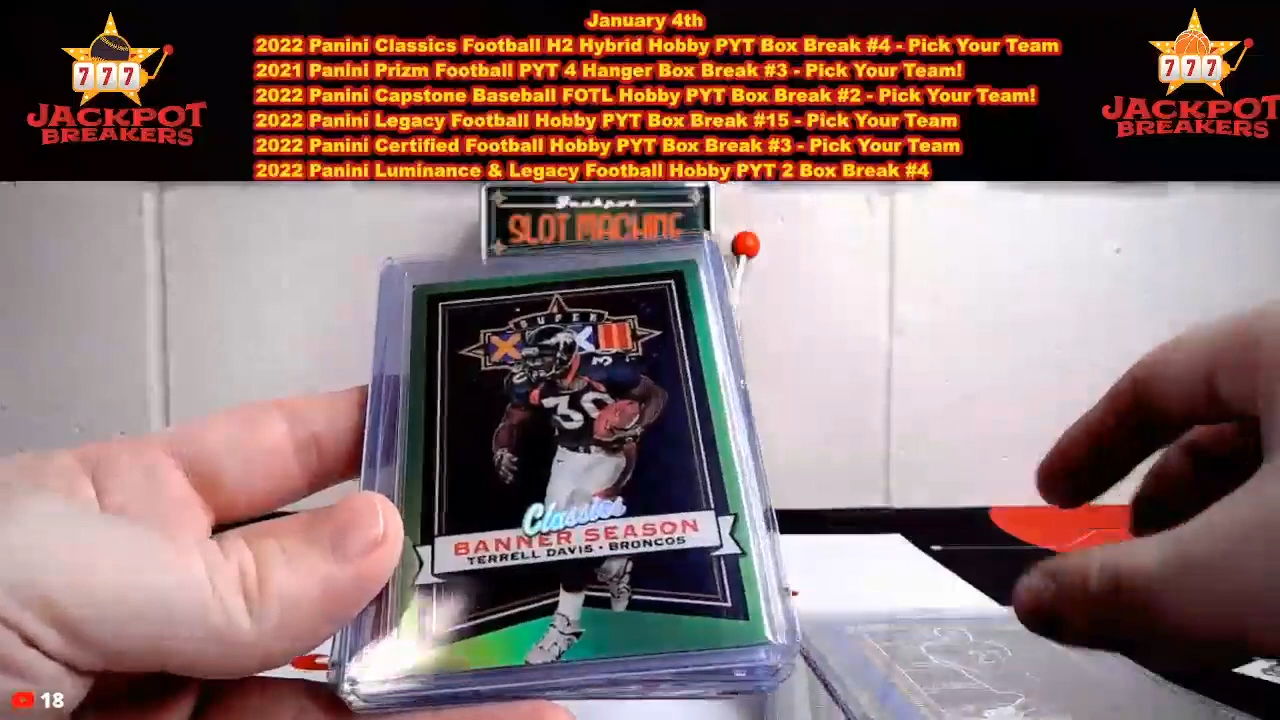 January 4th
2022 Panini Classics Football H2 Hybrid Hobby PYT Box Break #4 - Pick Your Team
2021 Panini Prizm Football PYT 4 Hanger Box Break #3 - Pick Your Team!
2022 Panini Capstone Baseball FOTL Hobby PYT Box Break #2 - Pick Your Team!
2022 Panini Legacy Football Hobby PYT Box Break #15 - Pick Your Team
2022 Panini Certified Football Hobby PYT Box Break #3 - Pick Your Team
2022 Panini Luminance & Legacy Football Hobby PYT 2 Box Break #4
777
JACKPOT
BREAKERS
777
JACKPOT
BREAKERS
Jackpot
SLOT MACHINE
SUPER
30
Classics
BANNER SEASON
TERRELL DAVIS • BRONCOS
18